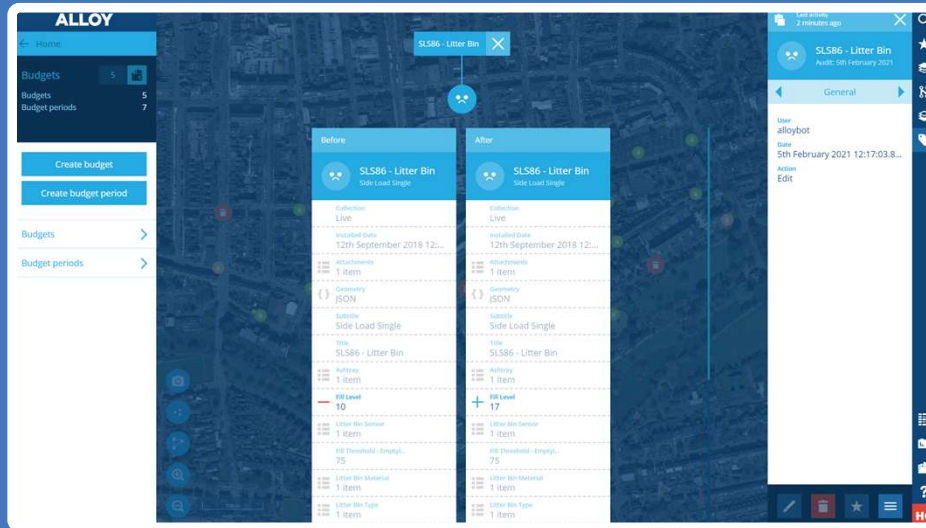 ALLOY
← Home
Budgets 5
Budgets 5
Budget periods 7
Create budget
Create budget period
Budgets
Budget periods
SLS86 - Litter Bin
Before
SLS86 - Litter Bin
Side Load Single
Collection
Live
Installed Date
12th September 2018 12:...
Attachments
1 item
Geometry
JSON
Subtitle
Side Load Single
Title
SLS86 - Litter Bin
Ashtray
1 item
Fill Level
10
Litter Bin Sensor
1 item
Fill Threshold - Emptyi...
75
Litter Bin Material
1 item
Litter Bin Type
1 item
After
SLS86 - Litter Bin
Side Load Single
Collection
Live
Installed Date
12th September 2018 12:...
Attachments
1 item
Geometry
JSON
Subtitle
Side Load Single
Title
SLS86 - Litter Bin
Ashtray
1 item
Fill Level
17
Litter Bin Sensor
1 item
Fill Threshold - Emptyi...
75
Litter Bin Material
1 item
Litter Bin Type
1 item
Last activity
2 minutes ago
SLS86 - Litter Bin
Audit: 5th February 2021
General
User
alloybot
Date
5th February 2021 12:17:03.8...
Action
Edit